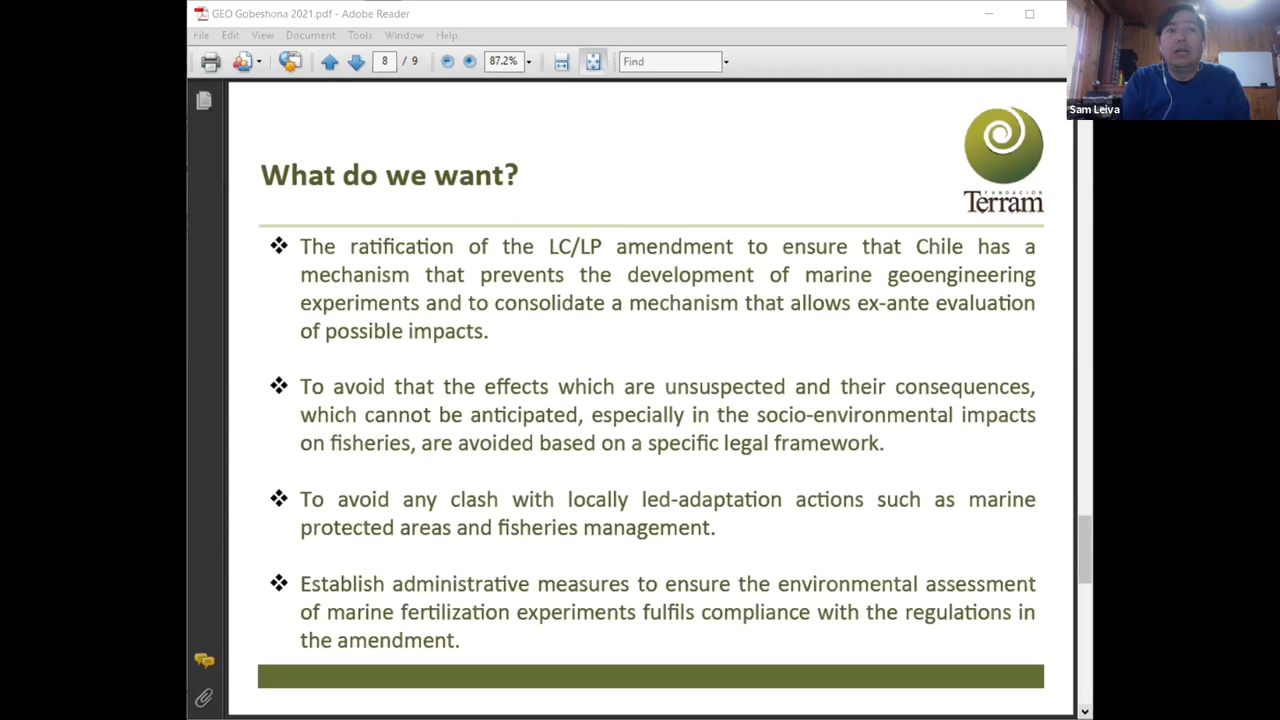 GEO Gobeshona 2021.pdf - Adobe Reader
File Edit View Document Tools Window Help
8 / 9 87.2% Find
Sam Leiva
What do we want?
FUNDACIÓN
Terram
❖ The ratification of the LC/LP amendment to ensure that Chile has a
mechanism that prevents the development of marine geoengineering
experiments and to consolidate a mechanism that allows ex-ante evaluation
of possible impacts.
❖ To avoid that the effects which are unsuspected and their consequences,
which cannot be anticipated, especially in the socio-environmental impacts
on fisheries, are avoided based on a specific legal framework.
❖ To avoid any clash with locally led-adaptation actions such as marine
protected areas and fisheries management.
❖ Establish administrative measures to ensure the environmental assessment
of marine fertilization experiments fulfils compliance with the regulations in
the amendment.